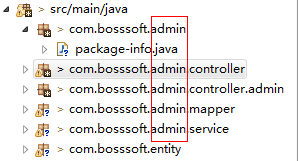 > src/main/java
> com.bosssoft.admin
> package-info.java
> com.bosssoft.admin.controller
> com.bosssoft.admin.controller.admin
> com.bosssoft.admin.mapper
> com.bosssoft.admin.service
> com.bosssoft.entity